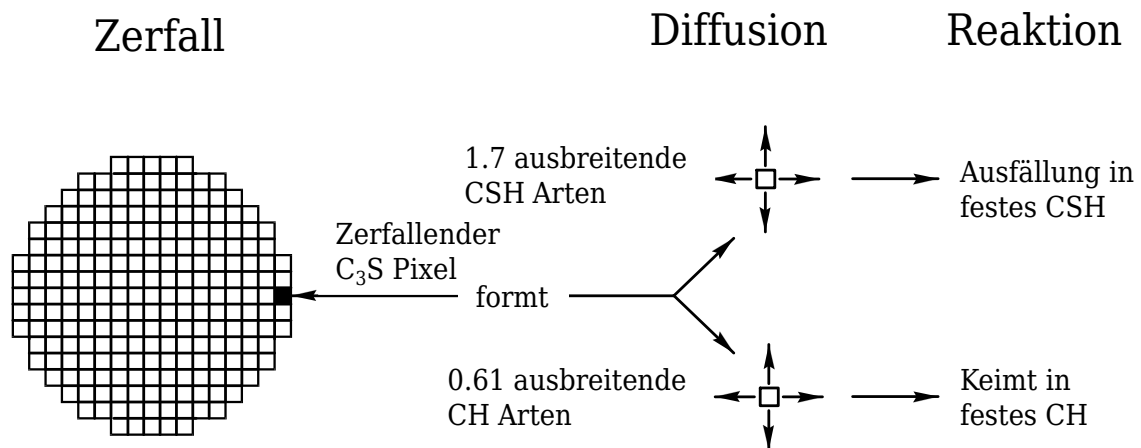 Zerfall
Diffusion
Reaktion
1.7 ausbreitende
CSH Arten
Ausfällung in
festes CSH
Zerfallender
C₃S Pixel
formt
0.61 ausbreitende
CH Arten
Keimt in
festes CH